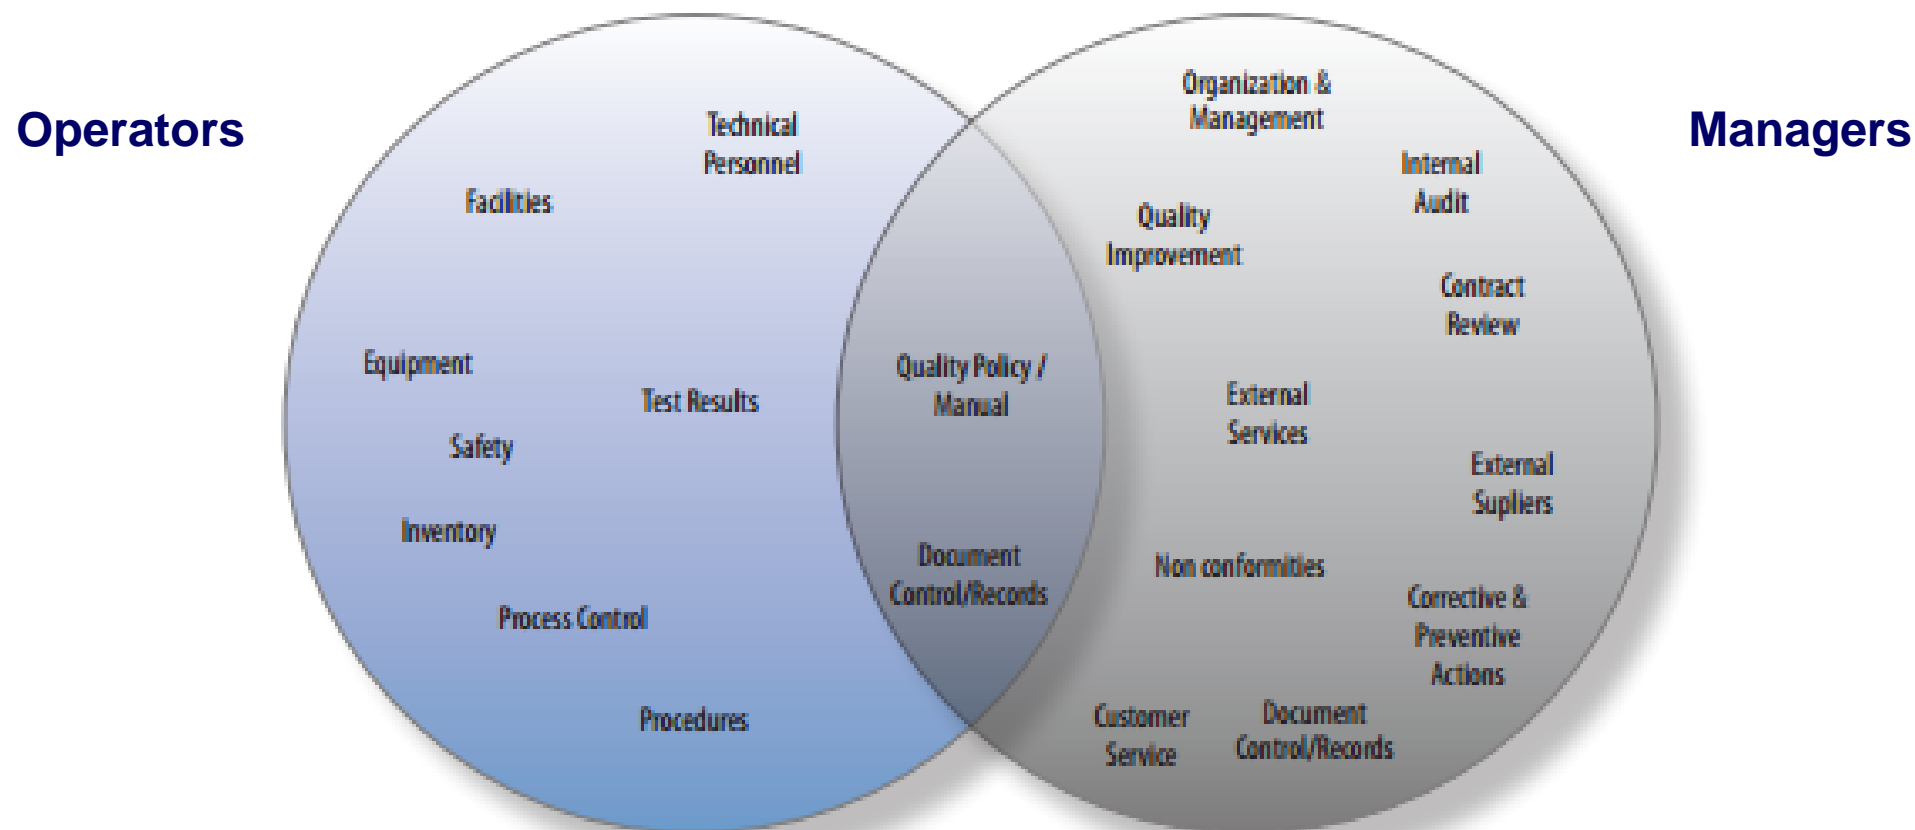 Operators
Managers
Technical
Personnel
Facilities
Equipment
Test Results
Safety
Inventory
Process Control
Procedures
Quality Policy /
Manual
Document
Control/Records
Organization &
Management
Internal
Audit
Quality
Improvement
Contract
Review
External
Services
External
Supliers
Non conformities
Corrective &
Preventive
Actions
Customer
Service
Document
Control/Records